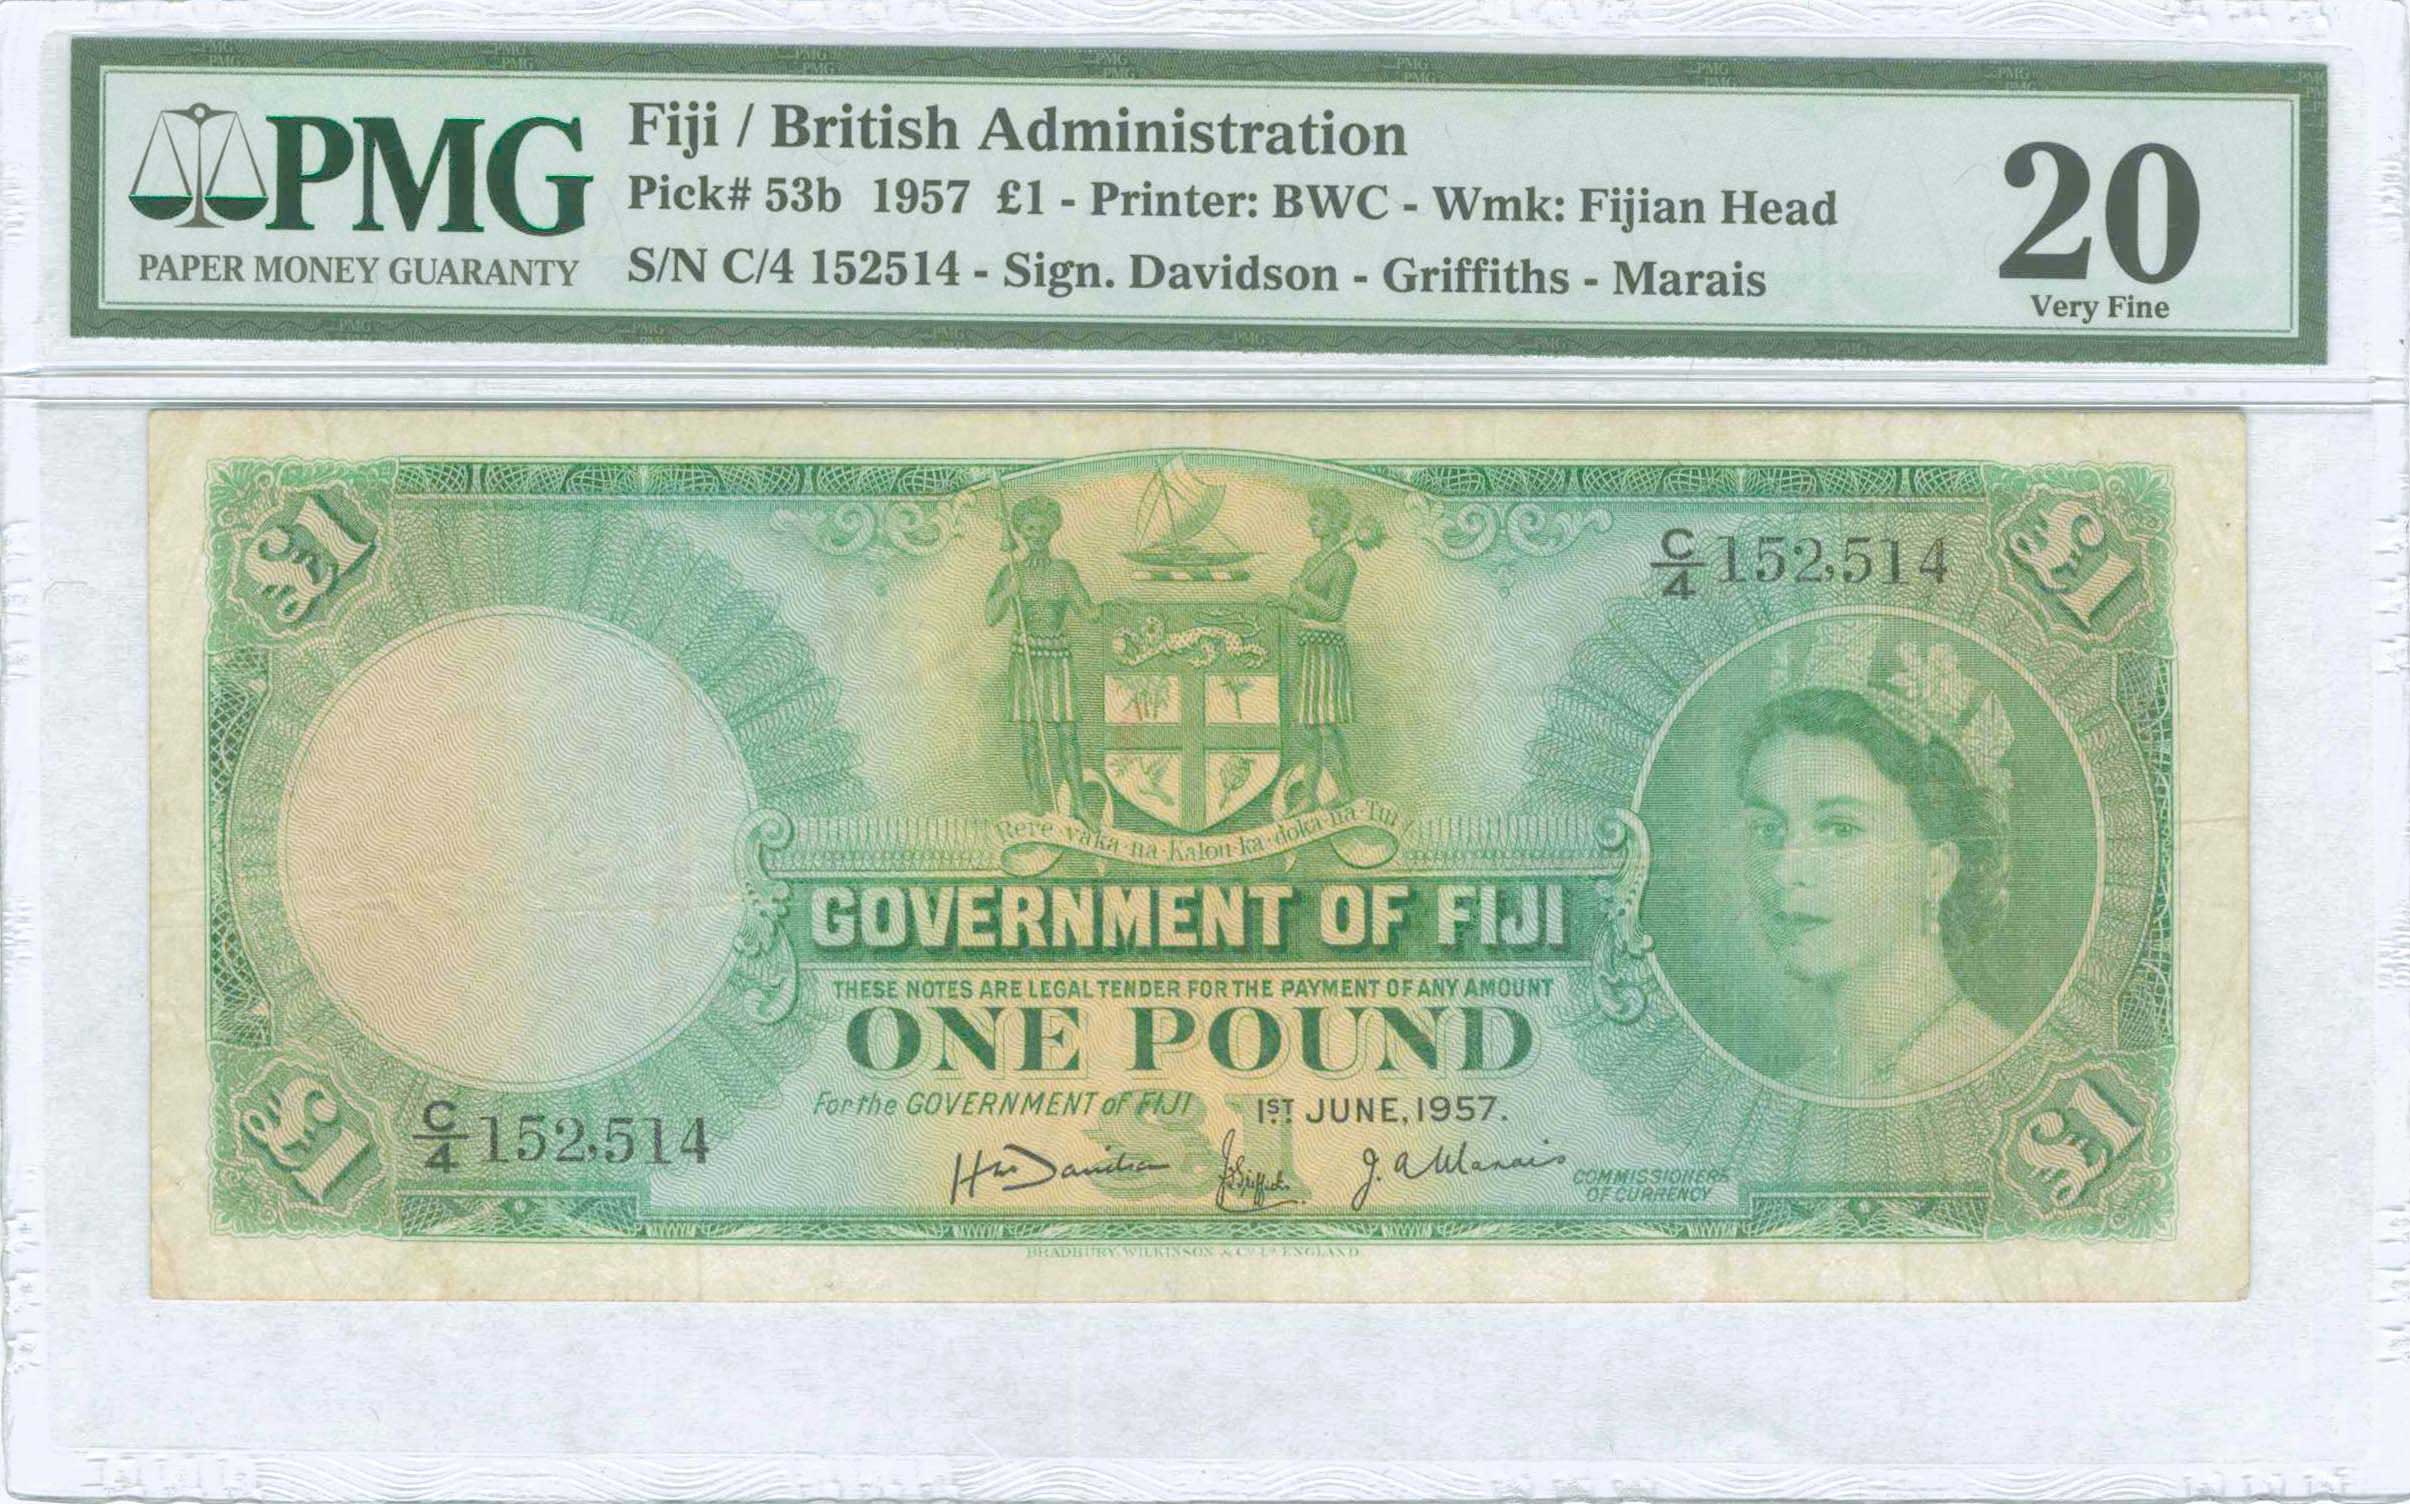 PMG
PAPER MONEY GUARANTY
Fiji / British Administration
Pick# 53b 1957 £1 - Printer: BWC - Wmk: Fijian Head
S/N C/4 152514 - Sign. Davidson - Griffiths - Marais
20
Very Fine
£1
£1
C/4 152,514
Rere·vaka·na·Kalou·ka·doka·na·Tui
GOVERNMENT OF FIJI
THESE NOTES ARE LEGAL TENDER FOR THE PAYMENT OF ANY AMOUNT
ONE POUND
For the GOVERNMENT of FIJI 1ST JUNE, 1957.
£1
C/4 152,514
£1
£1
J. A Marais
COMMISSIONERS
OF CURRENCY
BRADBURY, WILKINSON & Co. Ld. ENGLAND